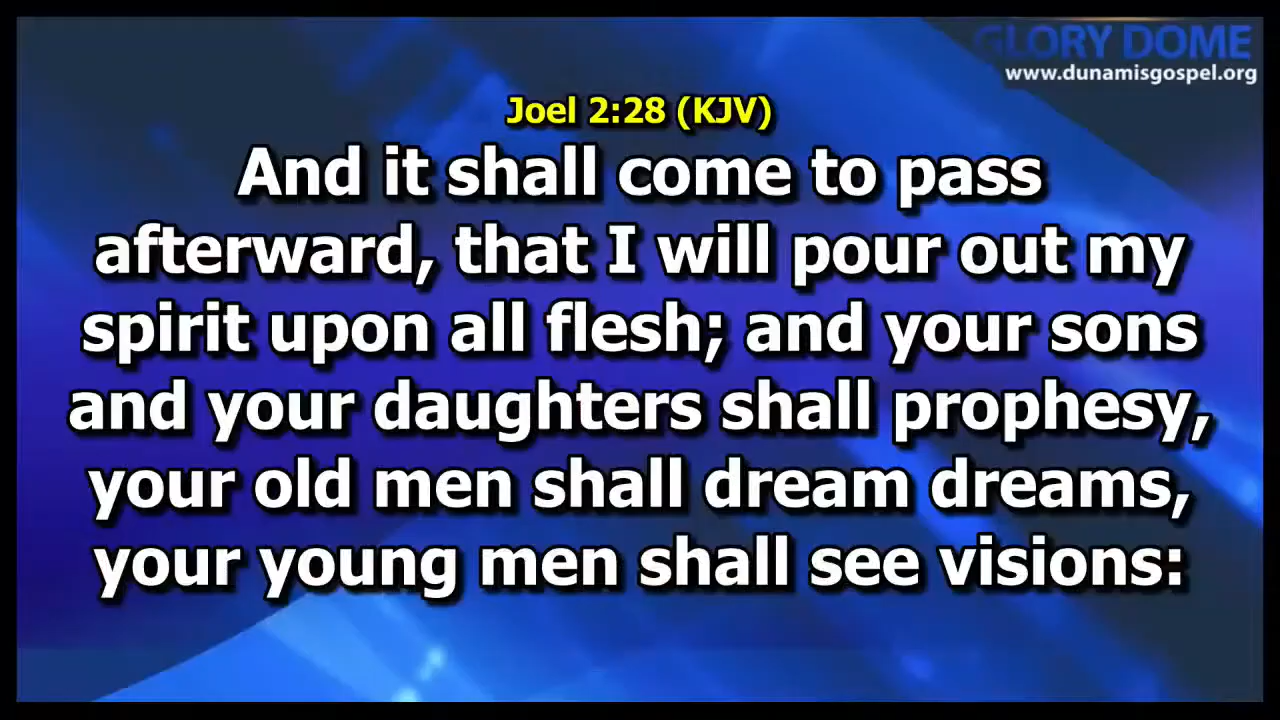 GLORY DOME
www.dunamisgospel.org
Joel 2:28 (KJV)
And it shall come to pass
afterward, that I will pour out my
spirit upon all flesh; and your sons
and your daughters shall prophesy,
your old men shall dream dreams,
your young men shall see visions: